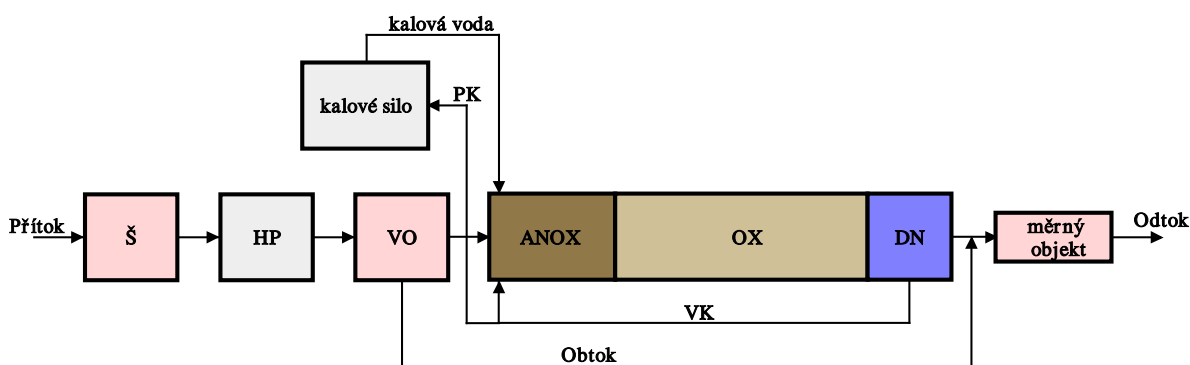 kalová voda
kalové silo
PK
Přítok
Š
HP
VO
ANOX
OX
DN
měrný
objekt
Odtok
VK
Obtok